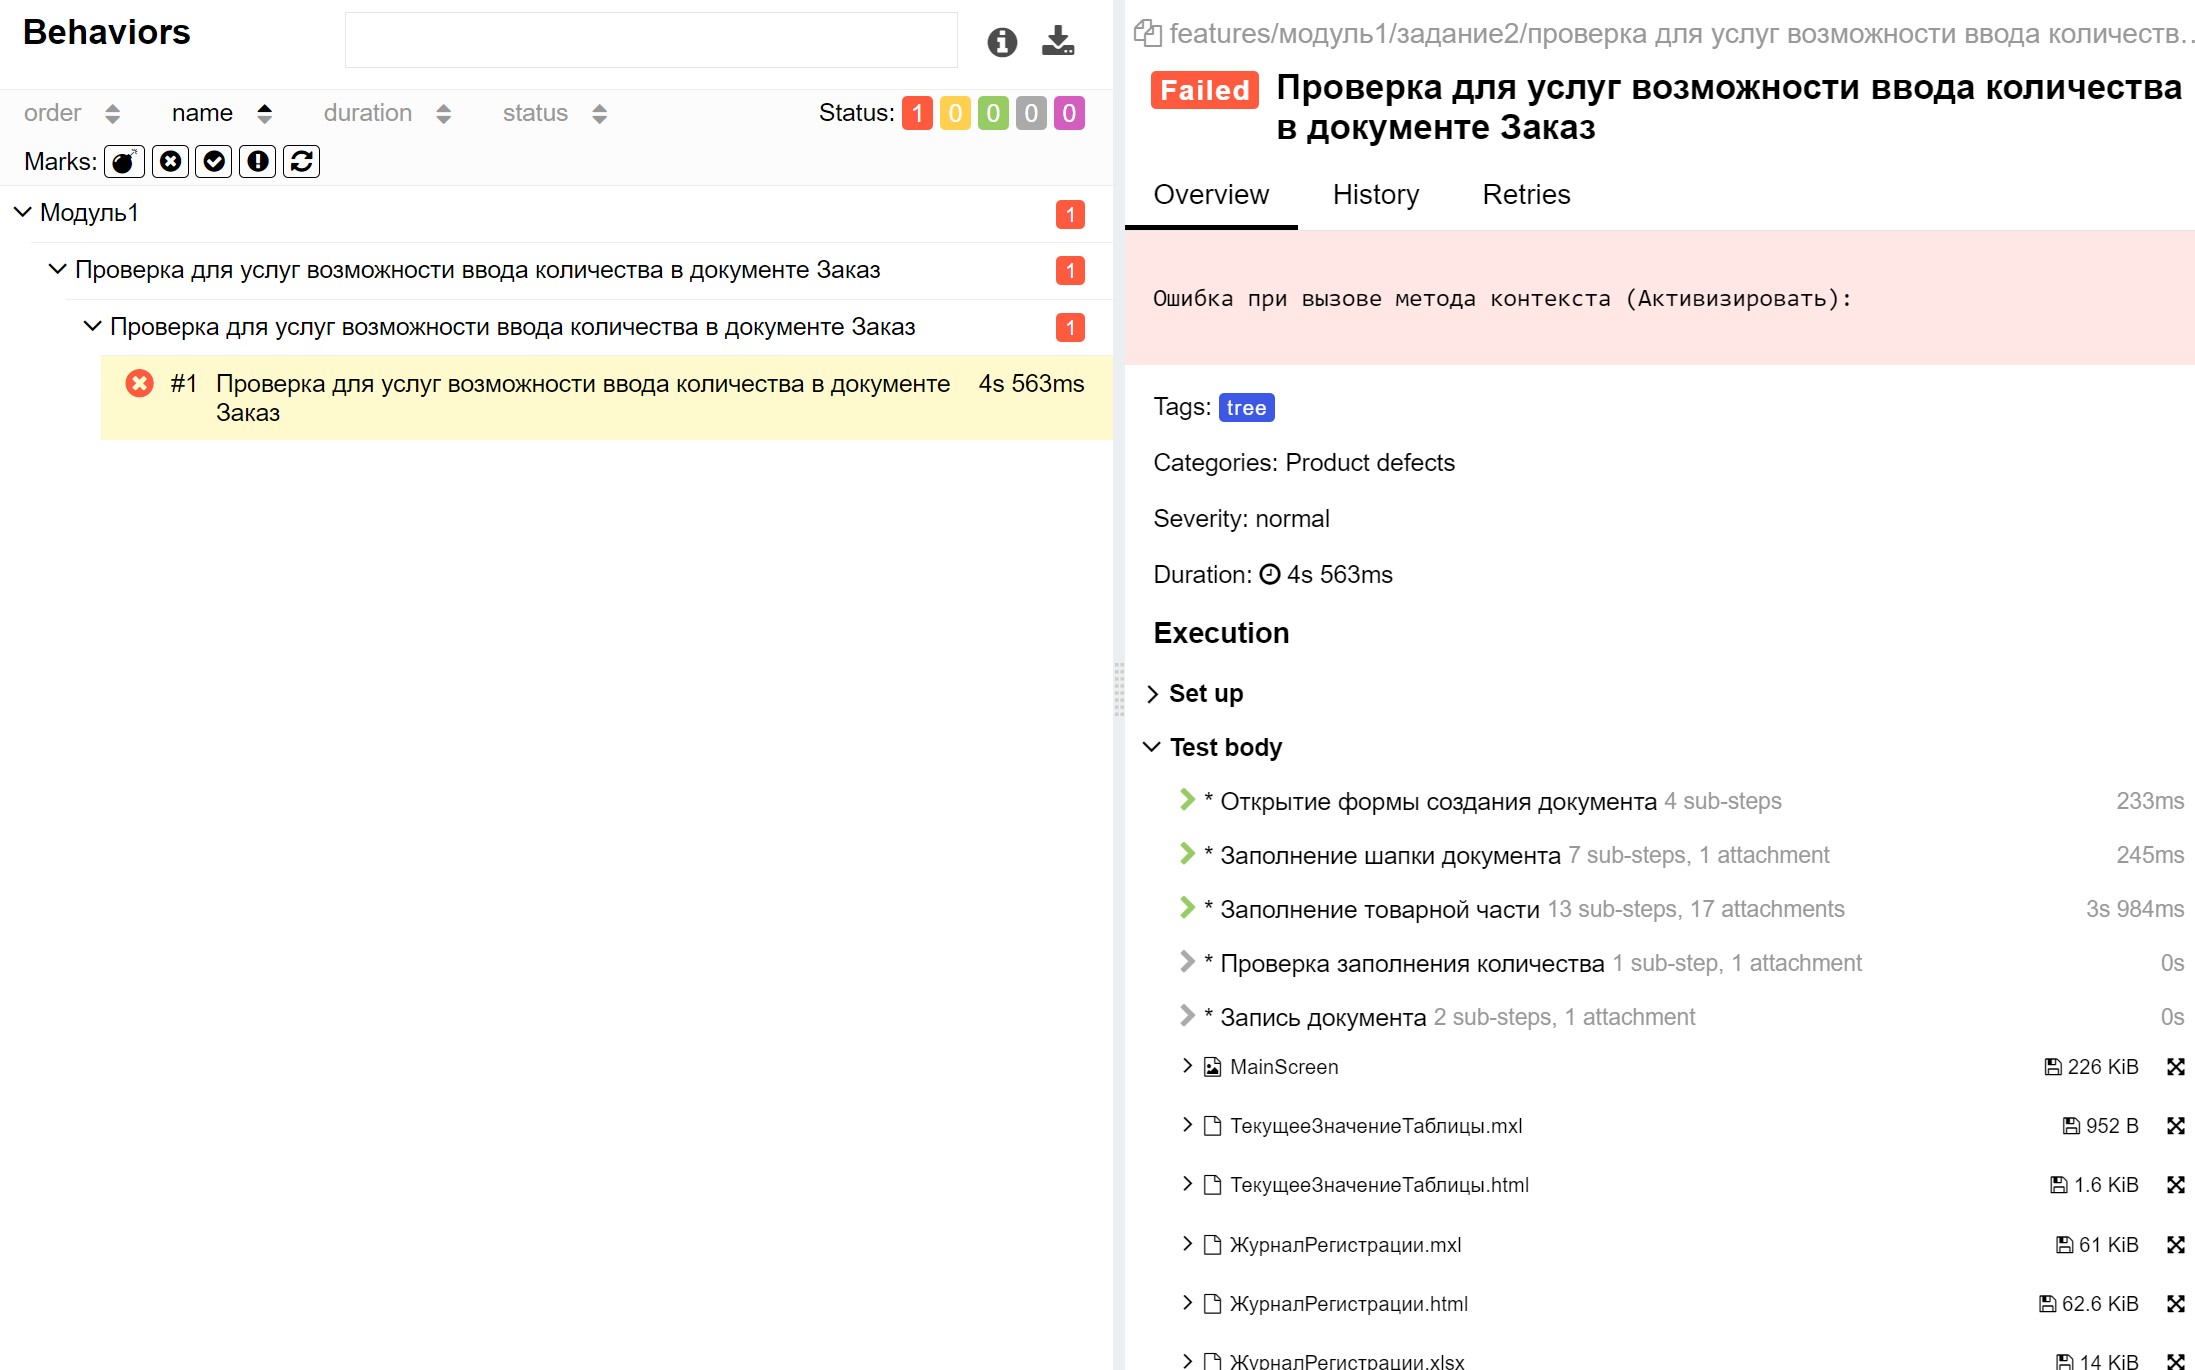 Behaviors
order name duration status Status: 1 0 0 0 0
Marks:
Модуль1 1
Проверка для услуг возможности ввода количества в документе Заказ 1
Проверка для услуг возможности ввода количества в документе Заказ 1
#1 Проверка для услуг возможности ввода количества в документе 4s 563ms
Заказ
features/модуль1/задание2/проверка для услуг возможности ввода количеств…
Failed Проверка для услуг возможности ввода количества
в документе Заказ
Overview History Retries
Ошибка при вызове метода контекста (Активизировать):
Tags: tree
Categories: Product defects
Severity: normal
Duration: 4s 563ms
Execution
Set up
Test body
* Открытие формы создания документа 4 sub-steps 233ms
* Заполнение шапки документа 7 sub-steps, 1 attachment 245ms
* Заполнение товарной части 13 sub-steps, 17 attachments 3s 984ms
* Проверка заполнения количества 1 sub-step, 1 attachment 0s
* Запись документа 2 sub-steps, 1 attachment 0s
MainScreen 226 KiB
ТекущееЗначениеТаблицы.mxl 952 B
ТекущееЗначениеТаблицы.html 1.6 KiB
ЖурналРегистрации.mxl 61 KiB
ЖурналРегистрации.html 62.6 KiB
ЖурналРегистрации.xlsx 14 KiB